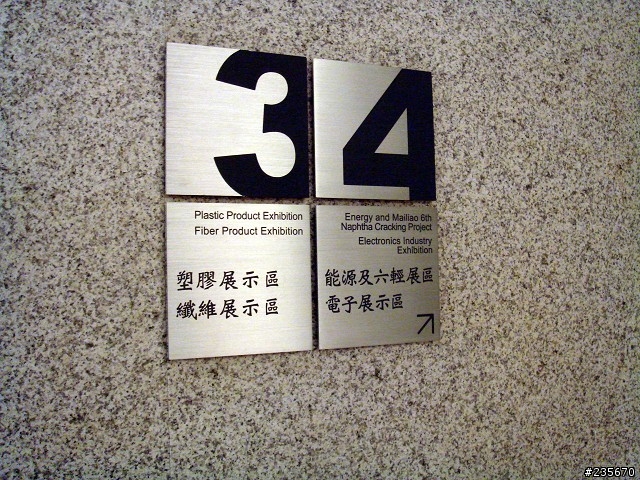 3
Plastic Product Exhibition
Fiber Product Exhibition
塑膠展示區
纖維展示區
4
Energy and Mailiao 6th
Naphtha Cracking Project
Electronics Industry
Exhibition
能源及六輕展區
電子展示區
#235670